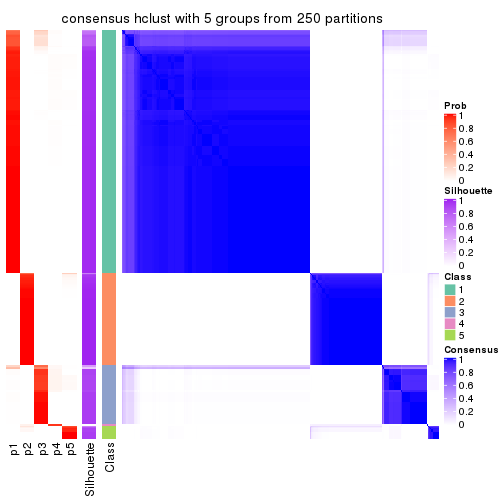 consensus hclust with 5 groups from 250 partitions
Prob
1
0.8
0.6
0.4
0.2
0
Silhouette
1
0.8
0.6
0.4
0.2
0
Class
1
2
3
4
5
Consensus
1
0.8
0.6
0.4
0.2
0
p1
p2
p3
p4
p5
Silhouette
Class